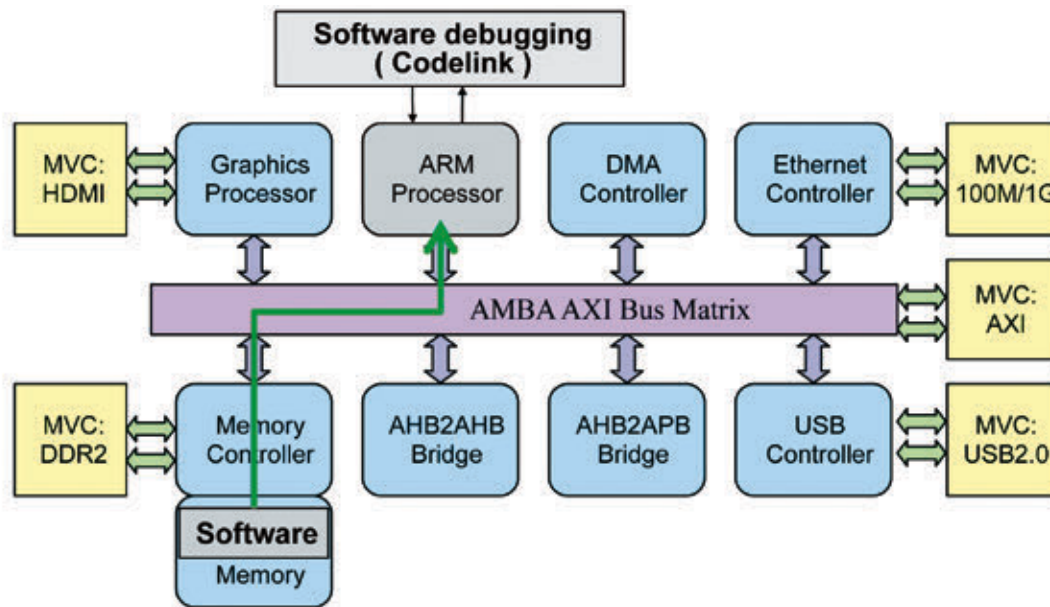 Software debugging
( Codelink )
MVC:
HDMI
Graphics
Processor
ARM
Processor
DMA
Controller
Ethernet
Controller
MVC:
100M/1G
AMBA AXI Bus Matrix
MVC:
AXI
MVC:
DDR2
Memory
Controller
AHB2AHB
Bridge
AHB2APB
Bridge
USB
Controller
MVC:
USB2.0
Software
Memory